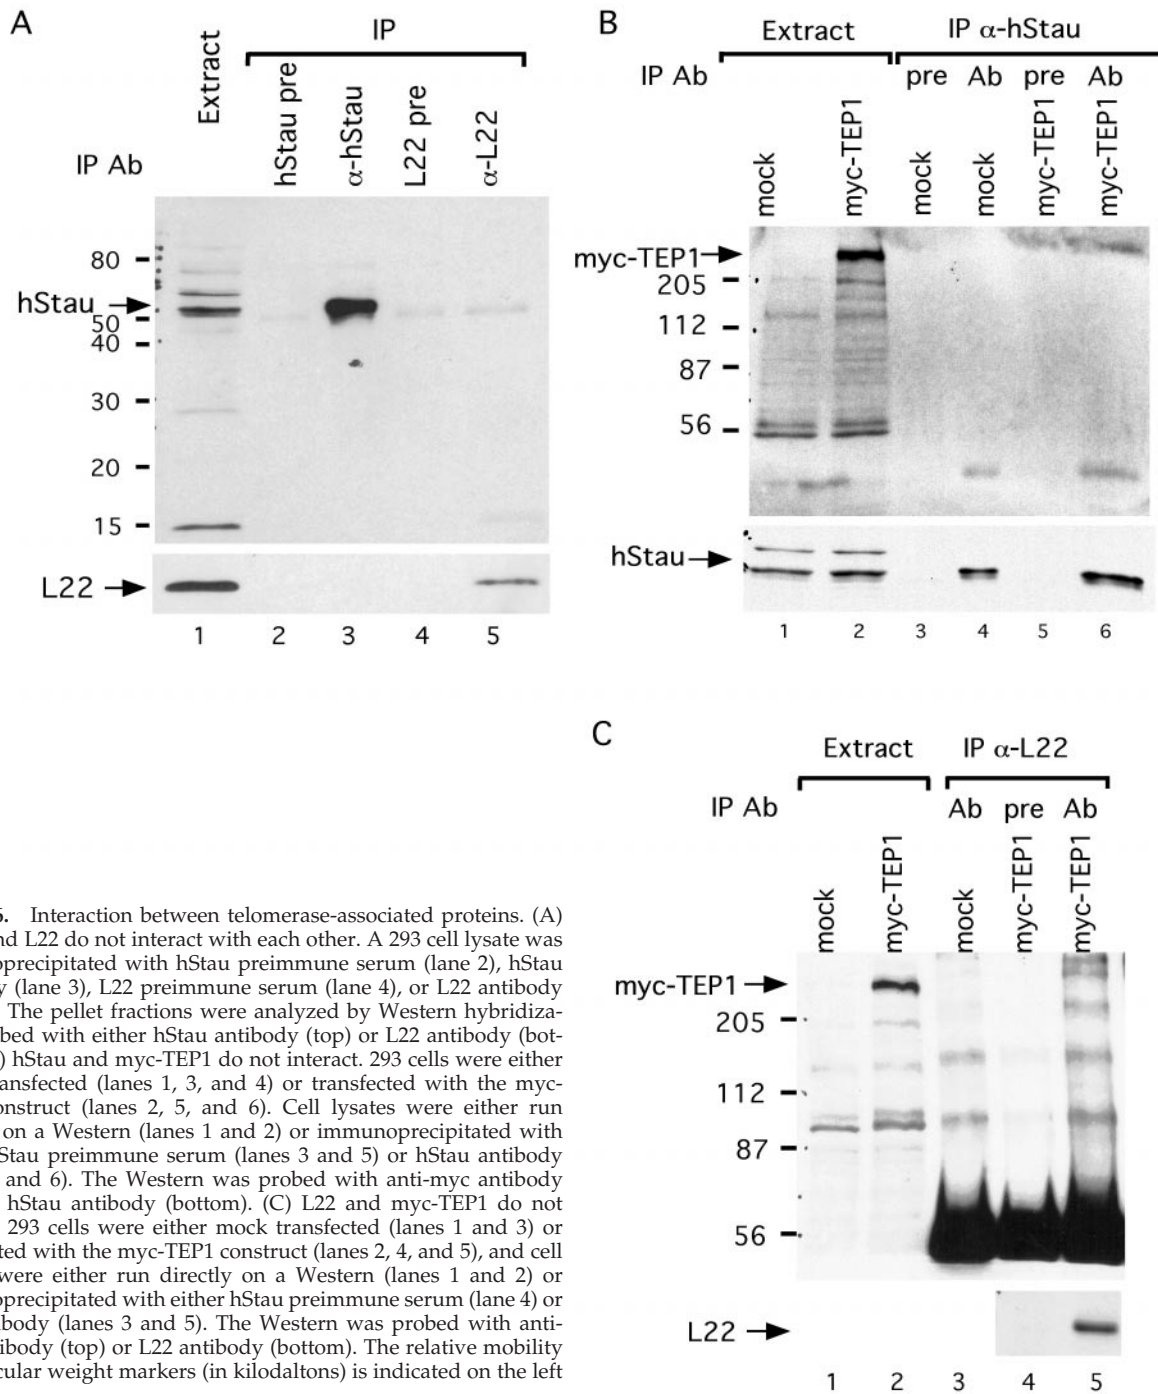 A
IP
Extract
hStau pre
α-hStau
L22 pre
α-L22
IP Ab
80
hStau
50
40
30
20
15
L22
1 2 3 4 5
B
Extract
IP α-hStau
IP Ab
pre Ab pre Ab
mock
myc-TEP1
mock
mock
myc-TEP1
myc-TEP1
myc-TEP1
205
112
87
56
hStau
1 2 3 4 5 6
C
Extract
IP α-L22
IP Ab
Ab pre Ab
mock
myc-TEP1
mock
myc-TEP1
myc-TEP1
myc-TEP1
205
112
87
56
L22
1 2 3 4 5
Interaction between telomerase-associated proteins. (A)
nd L22 do not interact with each other. A 293 cell lysate was
oprecipitated with hStau preimmune serum (lane 2), hStau
y (lane 3), L22 preimmune serum (lane 4), or L22 antibody
The pellet fractions were analyzed by Western hybridiza-
bed with either hStau antibody (top) or L22 antibody (bot-
) hStau and myc-TEP1 do not interact. 293 cells were either
ransfected (lanes 1, 3, and 4) or transfected with the myc-
onstruct (lanes 2, 5, and 6). Cell lysates were either run
on a Western (lanes 1 and 2) or immunoprecipitated with
Stau preimmune serum (lanes 3 and 5) or hStau antibody
and 6). The Western was probed with anti-myc antibody
hStau antibody (bottom). (C) L22 and myc-TEP1 do not
293 cells were either mock transfected (lanes 1 and 3) or
ted with the myc-TEP1 construct (lanes 2, 4, and 5), and cell
were either run directly on a Western (lanes 1 and 2) or
oprecipitated with either hStau preimmune serum (lane 4) or
body (lanes 3 and 5). The Western was probed with anti-
ibody (top) or L22 antibody (bottom). The relative mobility
cular weight markers (in kilodaltons) is indicated on the left